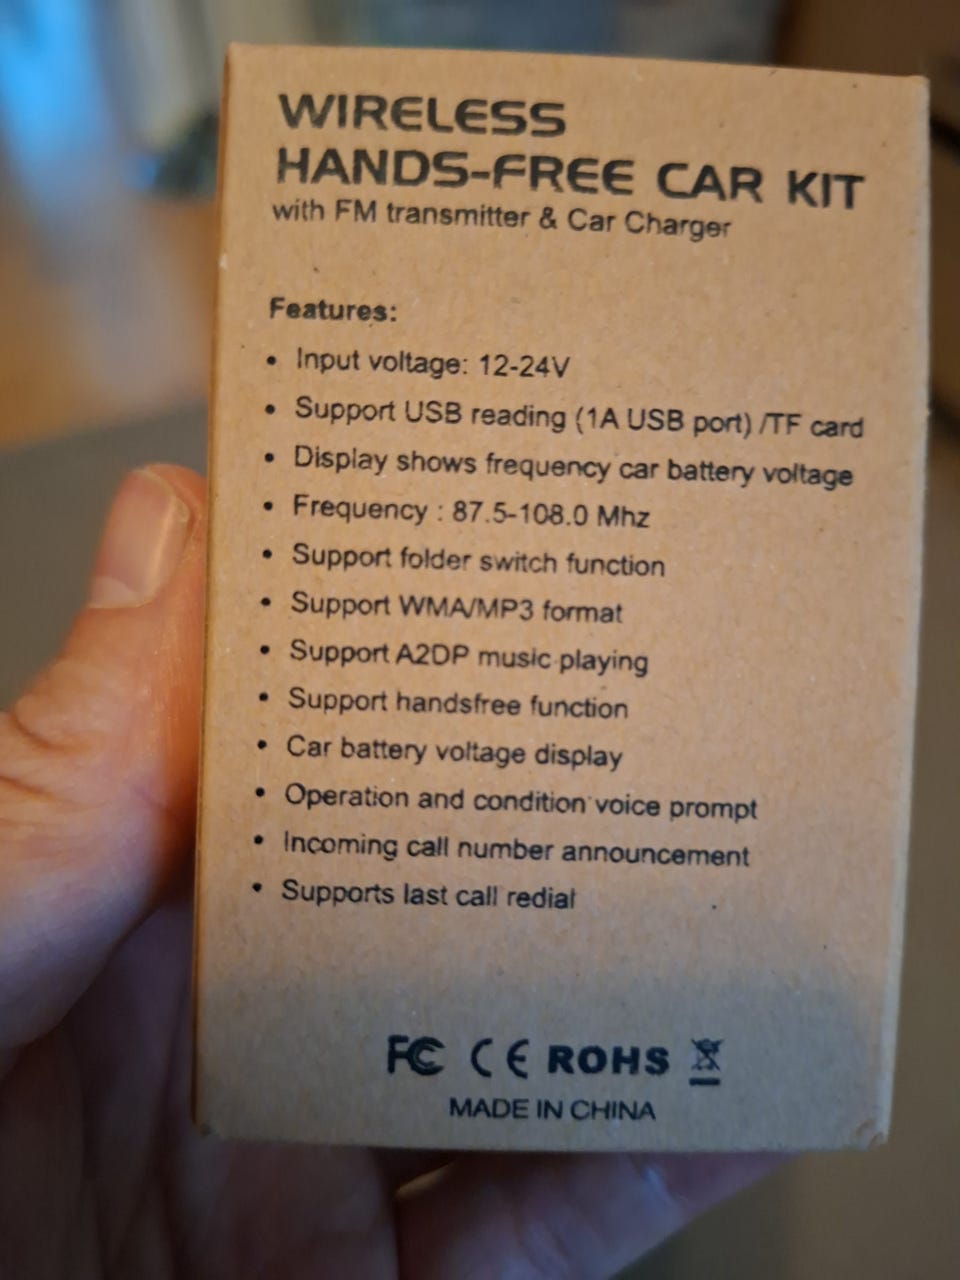 WIRELESS
HANDS-FREE CAR KIT
with FM transmitter & Car Charger
Features:
• Input voltage: 12-24V
• Support USB reading (1A USB port) /TF card
• Display shows frequency car battery voltage
• Frequency : 87.5-108.0 Mhz
• Support folder switch function
• Support WMA/MP3 format
• Support A2DP music playing
• Support handsfree function
• Car battery voltage display
• Operation and condition voice prompt
• Incoming call number announcement
• Supports last call redial
FC CE ROHS
MADE IN CHINA